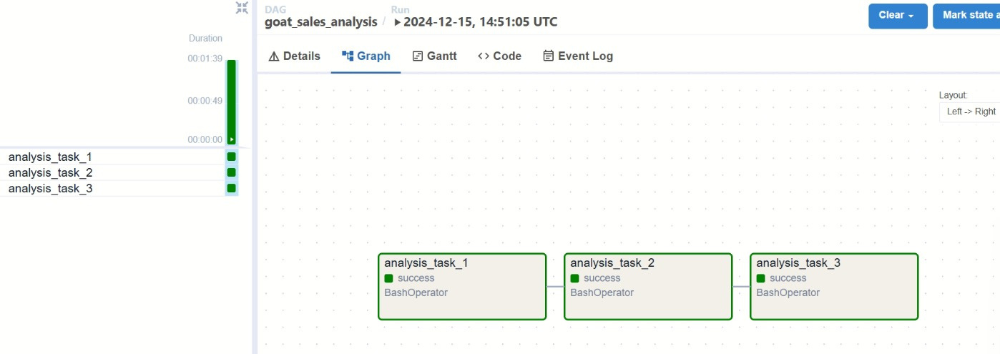 Duration
00:01:39
00:00:49
00:00:00
analysis_task_1
analysis_task_2
analysis_task_3
DAG
goat_sales_analysis
/
Run
2024-12-15, 14:51:05 UTC
Clear
Mark state a
Details
Graph
Gantt
Code
Event Log
Layout:
Left -> Right
analysis_task_1
success
BashOperator
analysis_task_2
success
BashOperator
analysis_task_3
success
BashOperator